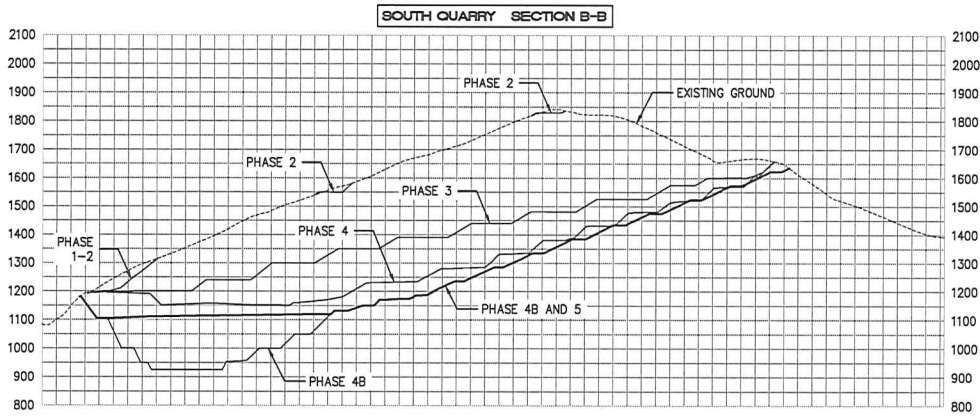 SOUTH QUARRY SECTION B-B
2100 2100
2000 2000
1900 1900
PHASE 2
EXISTING GROUND
1800 1800
1700 1700
PHASE 2
1600 1600
PHASE 3
1500 1500
1400 1400
PHASE 4
PHASE
1-2
1300 1300
1200 1200
PHASE 4B AND 5
1100 1100
1000 1000
900 900
PHASE 4B
800 800